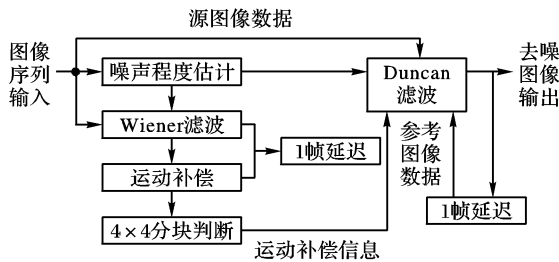 源图像数据
图像
序列
输入
噪声程度估计
Duncan
滤波
去噪
图像
输出
Wiener滤波
1帧延迟
参考
图像
数据
运动补偿
1帧延迟
4×4分块判断
运动补偿信息